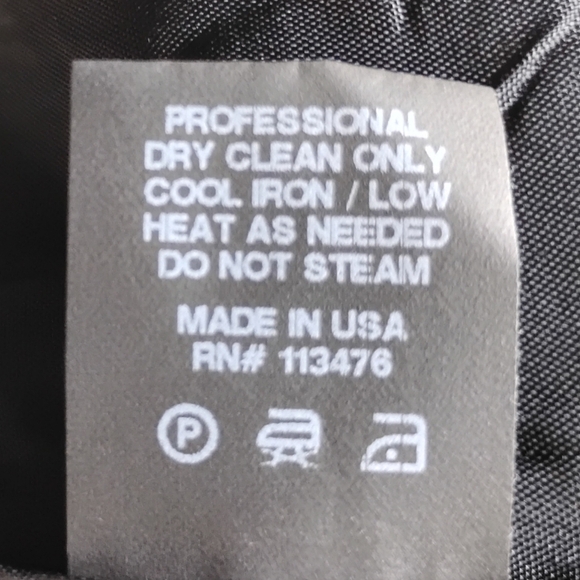 PROFESSIONAL
DRY CLEAN ONLY
COOL IRON / LOW
HEAT AS NEEDED
DO NOT STEAM
MADE IN USA
RN# 113476
P